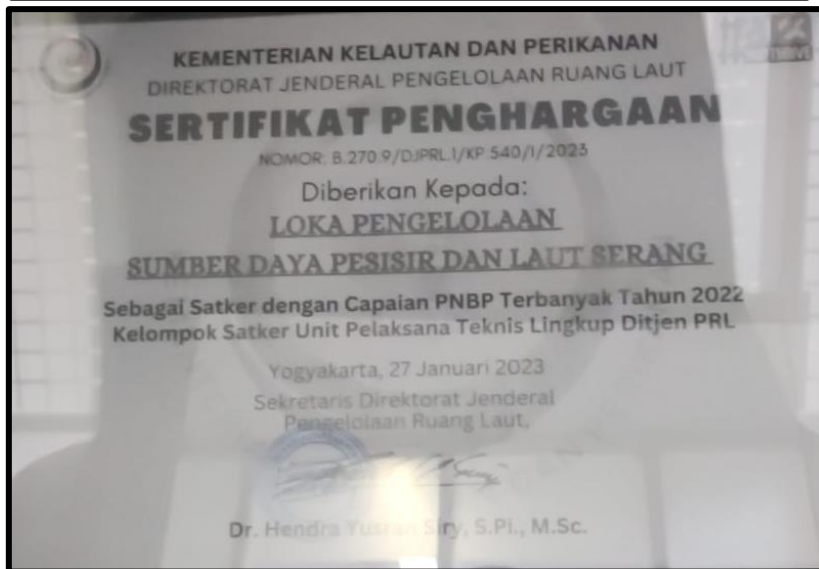 KEMENTERIAN KELAUTAN DAN PERIKANAN
DIREKTORAT JENDERAL PENGELOLAAN RUANG LAUT
SERTIFIKAT PENGHARGAAN
NOMOR: B.270.9/DJPRL.1/KP.540/I/2023
Diberikan Kepada:
LOKA PENGELOLAAN
SUMBER DAYA PESISIR DAN LAUT SERANG
Sebagai Satker dengan Capaian PNBP Terbanyak Tahun 2022
Kelompok Satker Unit Pelaksana Teknis Lingkup Ditjen PRL
Yogyakarta, 27 Januari 2023
Sekretaris Direktorat Jenderal
Pengelolaan Ruang Laut,
Dr. Hendra Yusran Siry, S.Pi., M.Sc.